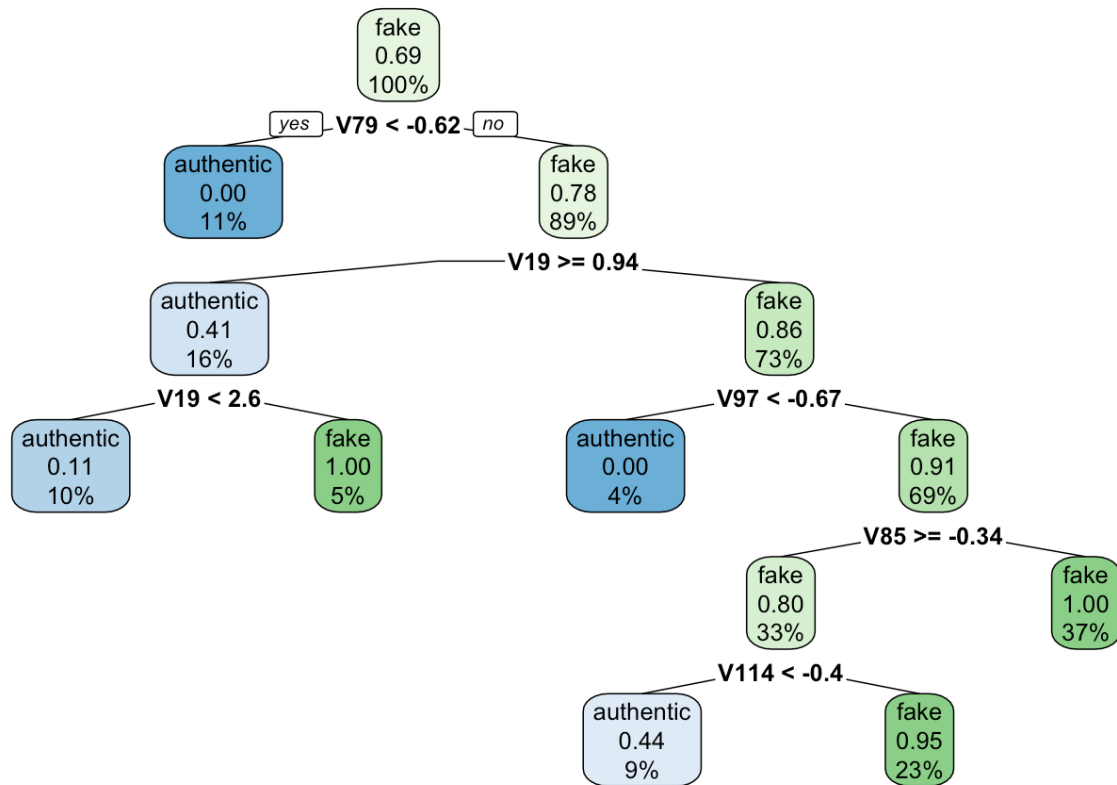 fake
0.69
100%
yes V79 < -0.62 no
authentic
0.00
11%
fake
0.78
89%
V19 >= 0.94
authentic
0.41
16%
fake
0.86
73%
V19 < 2.6
V97 < -0.67
authentic
0.11
10%
fake
1.00
5%
authentic
0.00
4%
fake
0.91
69%
V85 >= -0.34
fake
0.80
33%
fake
1.00
37%
V114 < -0.4
authentic
0.44
9%
fake
0.95
23%